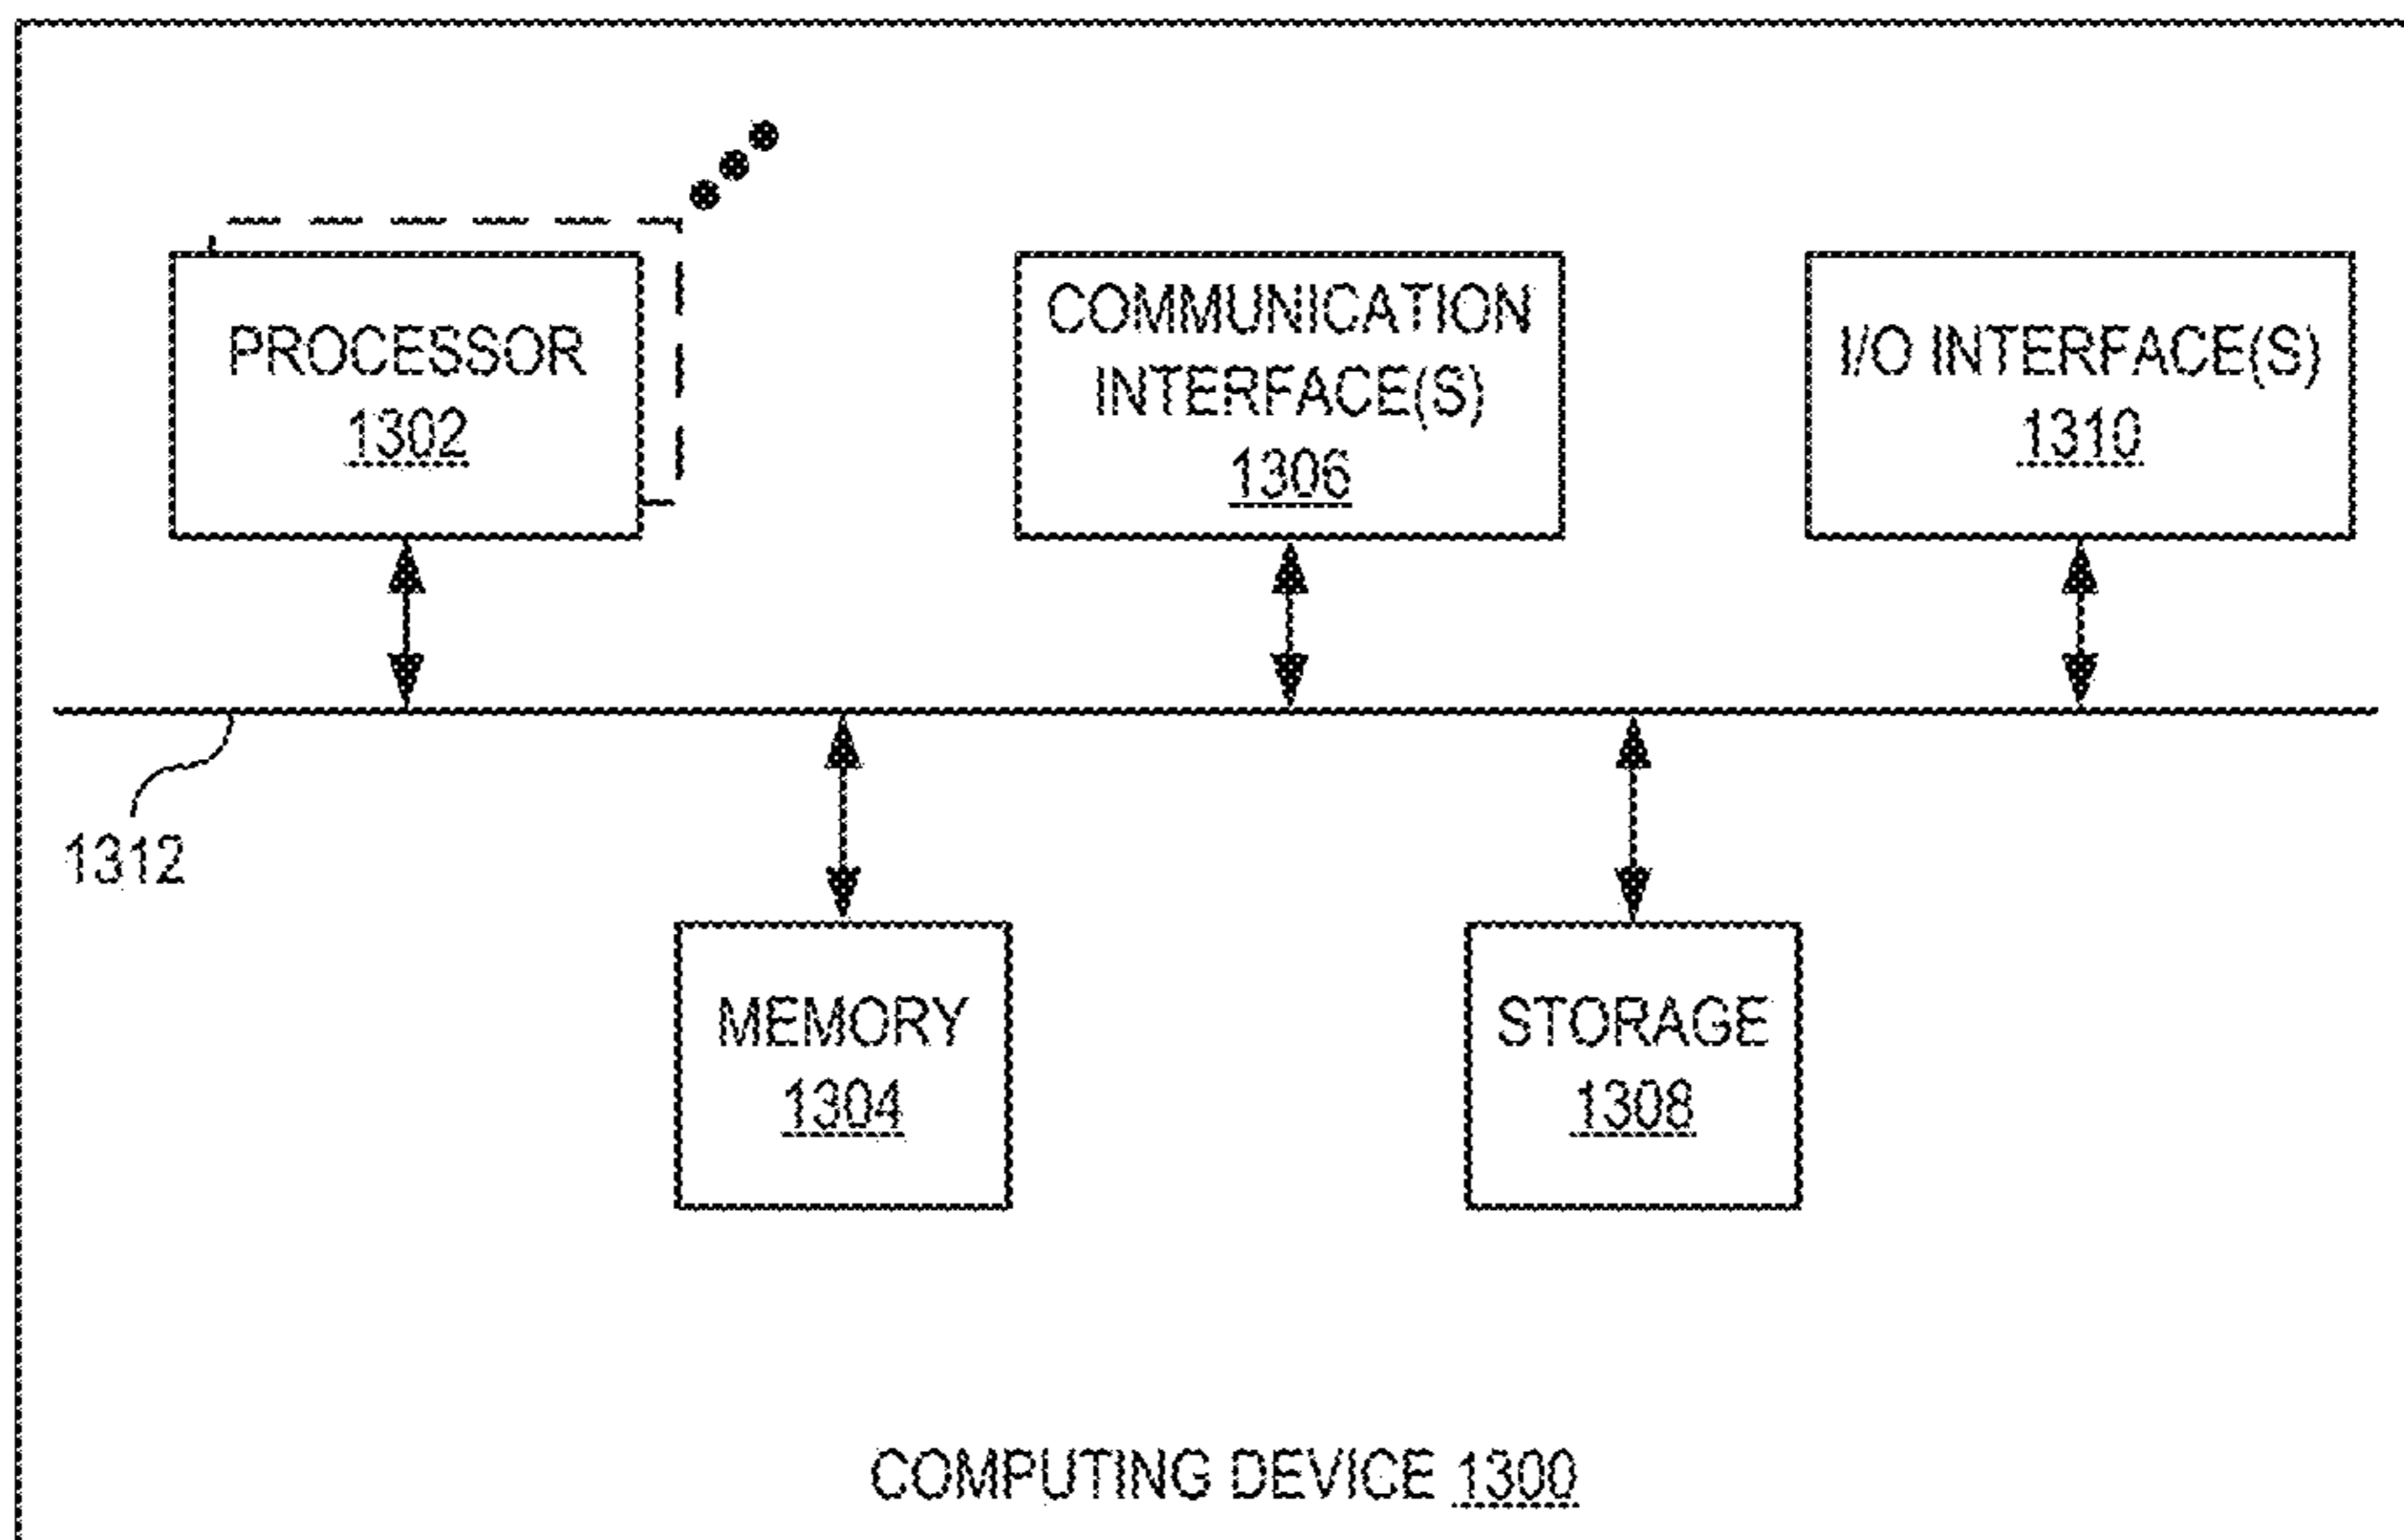 PROCESSOR
1302
COMMUNICATION
INTERFACE(S)
1306
I/O INTERFACE(S)
1310
1312
MEMORY
1304
STORAGE
1308
COMPUTING DEVICE 1300